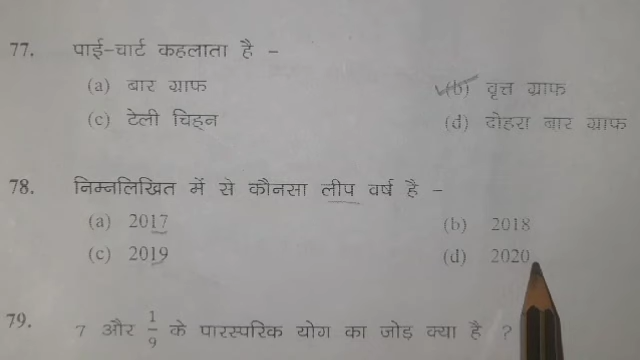 77. पाई-चार्ट कहलाता है -
(a) बार ग्राफ (b) वृत्त ग्राफ
(c) टेली चिह्न (d) दोहरा बार ग्राफ
78. निम्नलिखित में से कौनसा लीप वर्ष है -
(a) 2017 (b) 2018
(c) 2019 (d) 2020
79. 7 और 1/9 के पारस्परिक योग का जोड़ क्या है ?